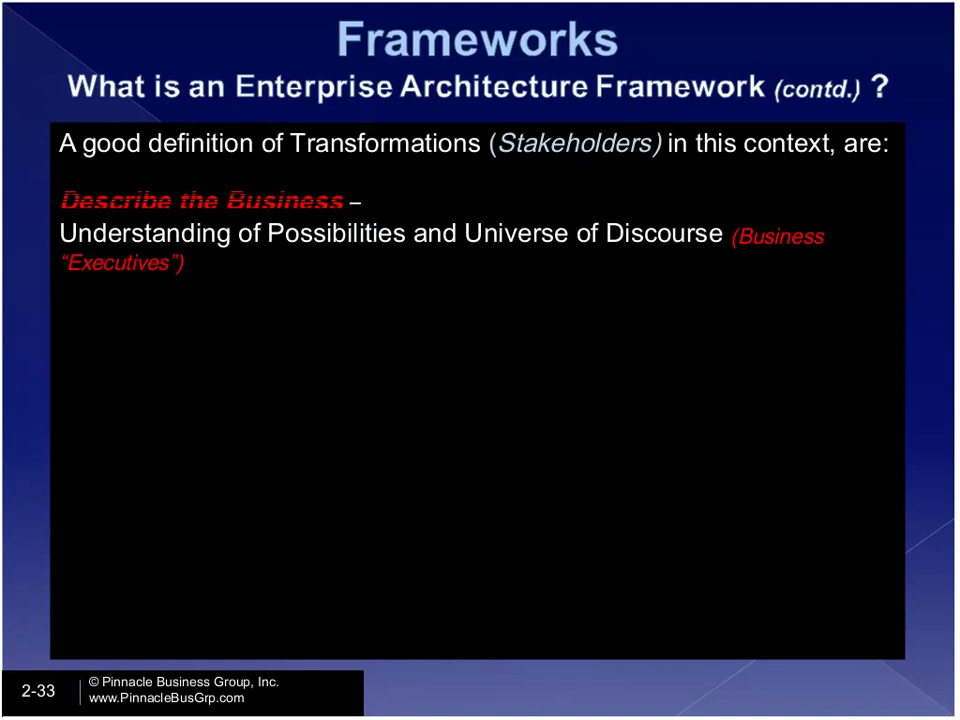 Frameworks
What is an Enterprise Architecture Framework (contd.) ?
A good definition of Transformations (Stakeholders) in this context, are:
Describe the Business –
Understanding of Possibilities and Universe of Discourse (Business
“Executives”)
2-33
© Pinnacle Business Group, Inc.
www.PinnacleBusGrp.com